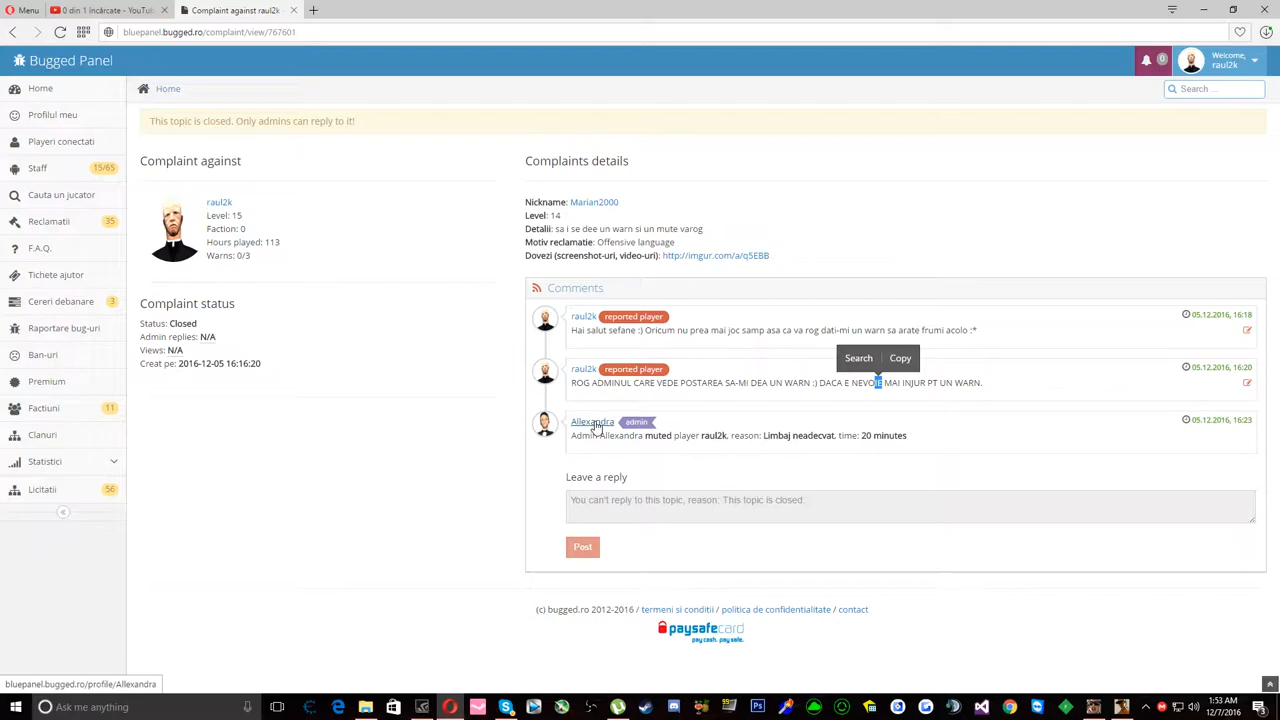 Menu
0 din 1 încărcate - YouTub
Complaint against raul2k -
bluepanel.bugged.ro/complaint/view/767601
Bugged Panel
0
Welcome,
raul2k
Home
Home
Search ...
Profilul meu
Playeri conectati
Staff 15/65
Cauta un jucator
Reclamatii 35
F.A.Q.
Tichete ajutor
Cereri debanare 3
Raportare bug-uri
Ban-uri
Premium
Factiuni 11
Clanuri
Statistici
Licitatii 56
This topic is closed. Only admins can reply to it!
Complaint against
raul2k
Level: 15
Faction: 0
Hours played: 113
Warns: 0/3
Complaint status
Status: Closed
Admin replies: N/A
Views: N/A
Creat pe: 2016-12-05 16:16:20
Complaints details
Nickname: Marian2000
Level: 14
Detalii: sa i se dee un warn si un mute varog
Motiv reclamatie: Offensive language
Dovezi (screenshot-uri, video-uri): http://imgur.com/a/q5EBB
Comments
raul2k reported player 05.12.2016, 16:18
Hai salut sefane :) Oricum nu prea mai joc samp asa ca va rog dati-mi un warn sa arate frumi acolo :*
Search Copy
raul2k reported player 05.12.2016, 16:20
ROG ADMINUL CARE VEDE POSTAREA SA-MI DEA UN WARN :) DACA E NEVOIE MAI INJUR PT UN WARN.
Allexandra admin 05.12.2016, 16:23
Admin Allexandra muted player raul2k, reason: Limbaj neadecvat, time: 20 minutes
Leave a reply
You can't reply to this topic, reason: This topic is closed.
Post
(c) bugged.ro 2012-2016 / termeni si conditii / politica de confidentialitate / contact
paysafecard
pay cash. pay safe.
bluepanel.bugged.ro/profile/Allexandra
Ask me anything
1:53 AM
12/7/2016